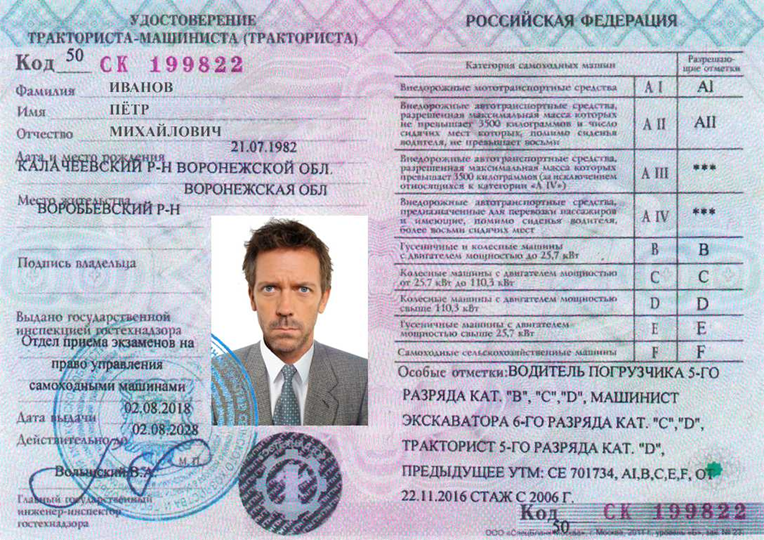 УДОСТОВЕРЕНИЕ
ТРАКТОРИСТА-МАШИНИСТА (ТРАКТОРИСТА)
Код 50 СК 199822
Фамилия ИВАНОВ
Имя ПЁТР
Отчество МИХАЙЛОВИЧ
21.07.1982
Дата и место рождения
КАЛАЧЕЕВСКИЙ Р-Н ВОРОНЕЖСКОЙ ОБЛ.
ВОРОНЕЖСКАЯ ОБЛ
Место жительства
ВОРОБЬЕВСКИЙ Р-Н
Подпись владельца
Выдано государственной
инспекцией гостехнадзора
Отдел приема экзаменов на
право управления
самоходными машинами
Дата выдачи 02.08.2018
Действительно до 02.08.2028
М.П.
Волынский В.А.
Главный государственный
инженер-инспектор
гостехнадзора
РОССИЙСКАЯ ФЕДЕРАЦИЯ
Категория самоходных машин Разрешаю-
щие отметки
Внедорожные мототранспортные средства A I AI
Внедорожные автотранспортные средства,
разрешенная максимальная масса которых
не превышает 3500 килограммов и число
сидячих мест которых, помимо сиденья
водителя, не превышает восьми A II AII
Внедорожные автотранспортные средства,
разрешенная максимальная масса которых
превышает 3500 килограммов (за исключением
относящихся к категории «A IV») A III ***
Внедорожные автотранспортные средства,
предназначенные для перевозки пассажиров
и имеющие, помимо сиденья водителя,
более восьми сидячих мест A IV ***
Гусеничные и колесные машины
с двигателем мощностью до 25,7 кВт B B
Колесные машины с двигателем мощностью
от 25,7 кВт до 110,3 кВт C C
Колесные машины с двигателем мощностью
свыше 110,3 кВт D D
Гусеничные машины с двигателем
мощностью свыше 25,7 кВт E E
Самоходные сельскохозяйственные машины F F
Особые отметки: ВОДИТЕЛЬ ПОГРУЗЧИКА 5-ГО
РАЗРЯДА КАТ. "B", "C","D", МАШИНИСТ
ЭКСКАВАТОРА 6-ГО РАЗРЯДА КАТ. "C","D",
ТРАКТОРИСТ 5-ГО РАЗРЯДА КАТ. "D",
ПРЕДЫДУЩЕЕ УТМ: СЕ 701734, AI,B,C,E,F, ОТ
22.11.2016 СТАЖ С 2006 Г.
Код 50 СК 199822
ООО «СпецБланк-Москва», г. Москва, 2011 г., уровень «Б», зак. № 23.